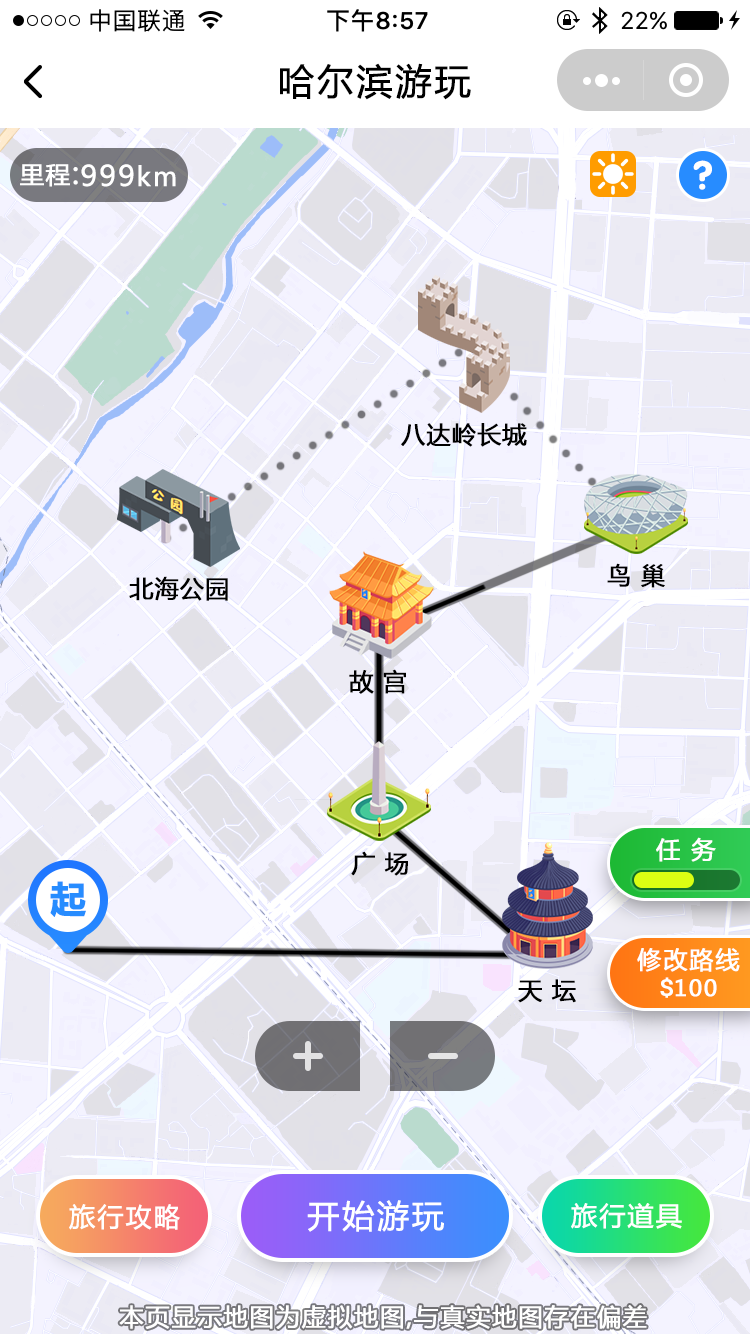 中国联通
下午8:57
22%
哈尔滨游玩
里程:999km
?
八达岭长城
公园
北海公园
鸟巢
故宫
广场
任务
起
修改路线
$100
天坛
旅行攻略
开始游玩
旅行道具
本页显示地图为虚拟地图,与真实地图存在偏差